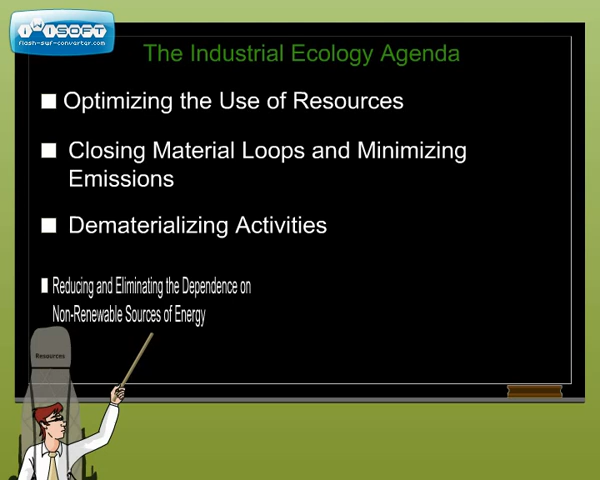 iWiSOFT
flash-swf-converter.com
The Industrial Ecology Agenda
Optimizing the Use of Resources
Closing Material Loops and Minimizing
Emissions
Dematerializing Activities
Reducing and Eliminating the Dependence on
Non-Renewable Sources of Energy
Resources